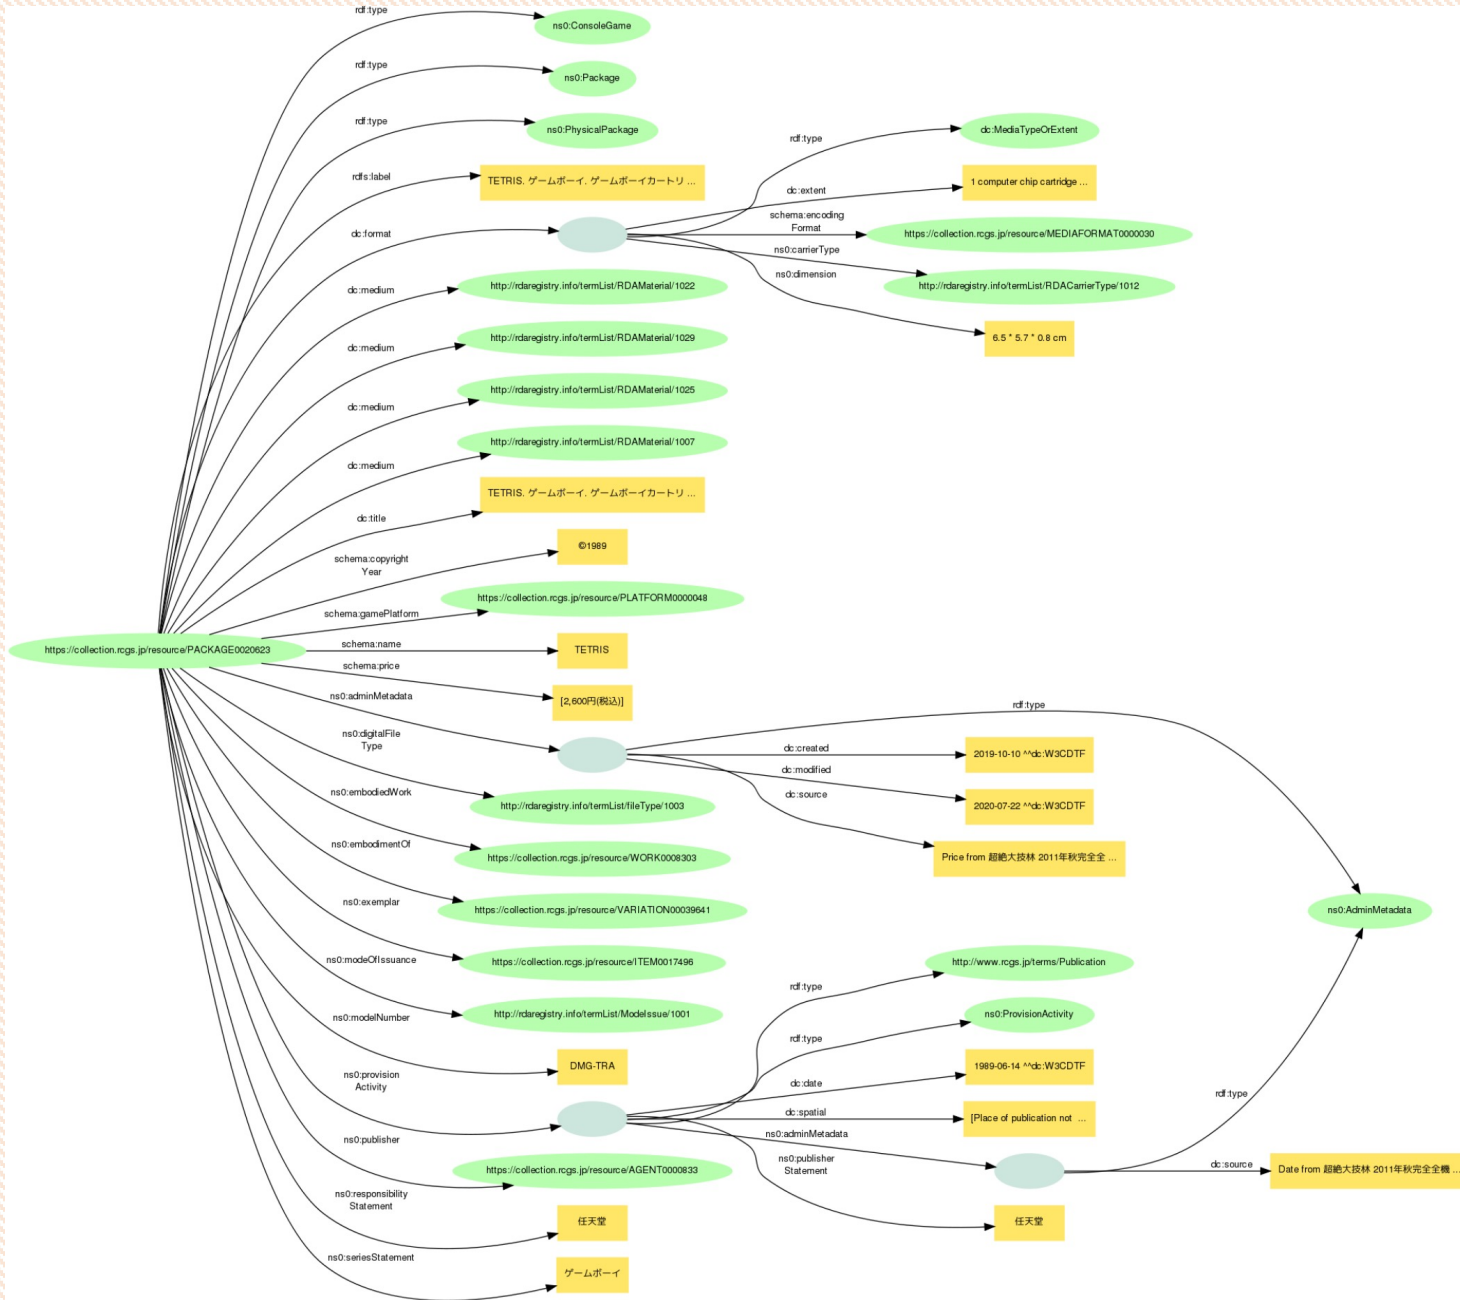 rdf:type
ns0:ConsoleGame
rdf:type
ns0:Package
rdf:type
ns0:PhysicalPackage
rdfs:label
TETRIS. ゲームボーイ. ゲームボーイカートリ ...
dc:format
rdf:type
dc:MediaTypeOrExtent
dc:extent
1 computer chip cartridge ...
schema:encoding
Format
https://collection.rcgs.jp/resource/MEDIAFORMAT0000030
ns0:carrierType
http://rdaregistry.info/termList/RDACarrierType/1012
ns0:dimension
6.5 * 5.7 * 0.8 cm
dc:medium
http://rdaregistry.info/termList/RDAMaterial/1022
dc:medium
http://rdaregistry.info/termList/RDAMaterial/1029
dc:medium
http://rdaregistry.info/termList/RDAMaterial/1025
dc:medium
http://rdaregistry.info/termList/RDAMaterial/1007
dc:title
TETRIS. ゲームボーイ. ゲームボーイカートリ ...
schema:copyright
Year
©1989
schema:gamePlatform
https://collection.rcgs.jp/resource/PLATFORM0000048
https://collection.rcgs.jp/resource/PACKAGE0020623
schema:name
TETRIS
schema:price
[2,600円(税込)]
ns0:adminMetadata
rdf:type
dc:created
2019-10-10 ^^dc:W3CDTF
dc:modified
2020-07-22 ^^dc:W3CDTF
dc:source
Price from 超絶大技林 2011年秋完全全 ...
ns0:AdminMetadata
ns0:digitalFile
Type
http://rdaregistry.info/termList/fileType/1003
ns0:embodiedWork
https://collection.rcgs.jp/resource/WORK0008303
ns0:embodimentOf
https://collection.rcgs.jp/resource/VARIATION00039641
ns0:exemplar
https://collection.rcgs.jp/resource/ITEM0017496
ns0:modeOfIssuance
http://rdaregistry.info/termList/ModeIssue/1001
ns0:modelNumber
DMG-TRA
ns0:provision
Activity
rdf:type
http://www.rcgs.jp/terms/Publication
rdf:type
ns0:ProvisionActivity
dc:date
1989-06-14 ^^dc:W3CDTF
dc:spatial
[Place of publication not ...
ns0:adminMetadata
rdf:type
dc:source
Date from 超絶大技林 2011年秋完全全機 ...
ns0:publisher
Statement
任天堂
ns0:publisher
https://collection.rcgs.jp/resource/AGENT0000833
ns0:responsibility
Statement
任天堂
ns0:seriesStatement
ゲームボーイ